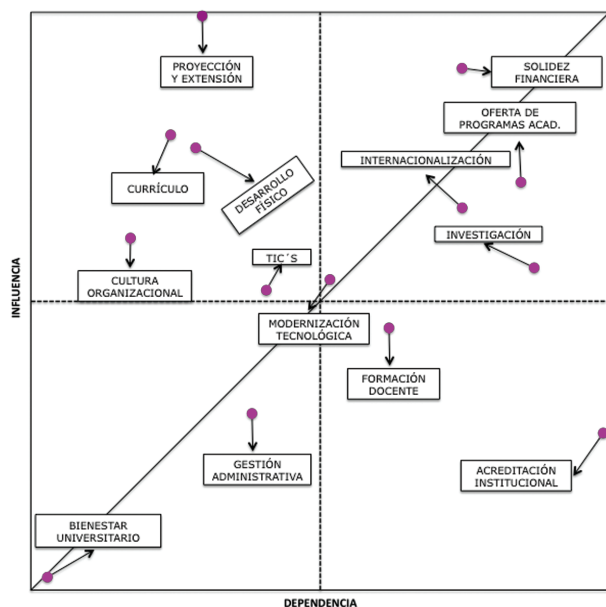 PROYECCIÓN
Y EXTENSIÓN
SOLIDEZ
FINANCIERA
OFERTA DE
PROGRAMAS ACAD.
INTERNACIONALIZACIÓN
CURRÍCULO
DESARROLLO
FÍSICO
INVESTIGACIÓN
TIC´S
CULTURA
ORGANIZACIONAL
INFLUENCIA
MODERNIZACIÓN
TECNOLÓGICA
FORMACIÓN
DOCENTE
GESTIÓN
ADMINISTRATIVA
ACREDITACIÓN
INSTITUCIONAL
BIENESTAR
UNIVERSITARIO
DEPENDENCIA